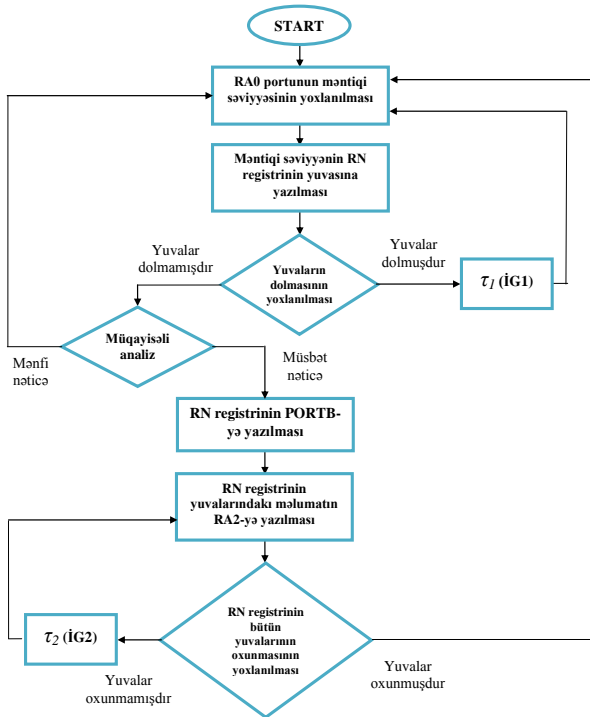 START
RA0 portunun məntiqi
səviyyəsinin yoxlanılması
Məntiqi səviyyənin RN
registrinin yuvasına
yazılması
Yuvalar
dolmamışdır
Yuvaların
dolmasının
yoxlanılması
Yuvalar
dolmuşdur
τ1 (İG1)
Müqayisəli
analiz
Mənfi
nəticə
Müsbət
nəticə
RN registrinin PORTB-
yə yazılması
RN registrinin
yuvalarındakı məlumatın
RA2-yə yazılması
RN registrinin
bütün
yuvalarının
oxunmasının
yoxlanılması
τ2 (İG2)
Yuvalar
oxunmamışdır
Yuvalar
oxunmuşdur